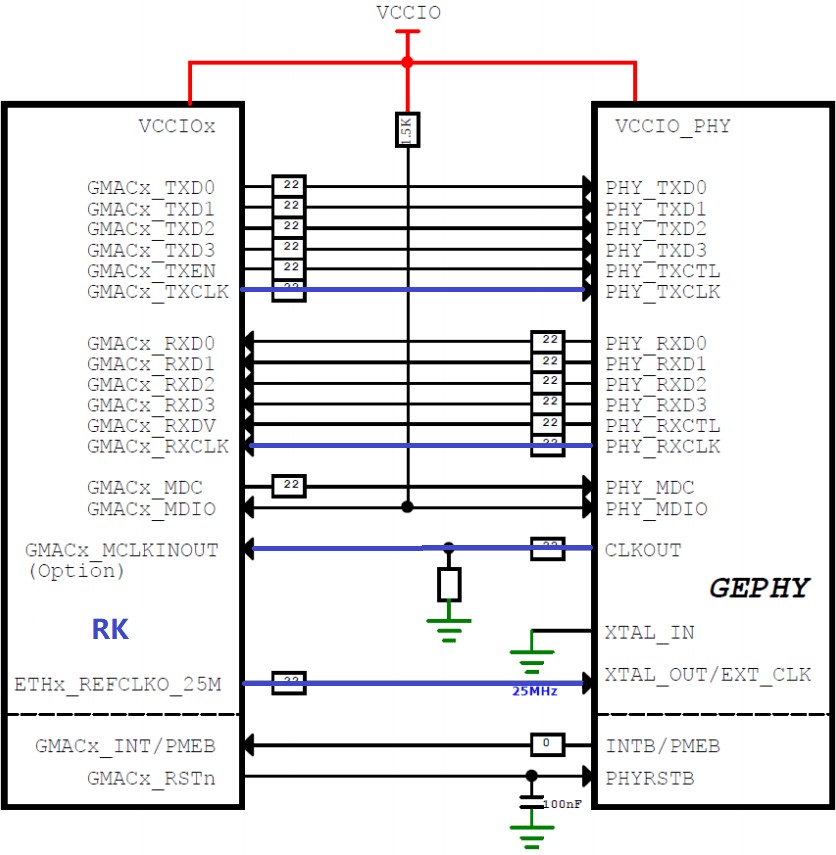 VCCIO
VCCIOx
1.5K
VCCIO_PHY
GMACx_TXD0 22 PHY_TXD0
GMACx_TXD1 22 PHY_TXD1
GMACx_TXD2 22 PHY_TXD2
GMACx_TXD3 22 PHY_TXD3
GMACx_TXEN 22 PHY_TXCTL
GMACx_TXCLK 22 PHY_TXCLK
GMACx_RXD0 22 PHY_RXD0
GMACx_RXD1 22 PHY_RXD1
GMACx_RXD2 22 PHY_RXD2
GMACx_RXD3 22 PHY_RXD3
GMACx_RXDV 22 PHY_RXCTL
GMACx_RXCLK 22 PHY_RXCLK
GMACx_MDC 22 PHY_MDC
GMACx_MDIO PHY_MDIO
GMACx_MCLKINOUT 22 CLKOUT
(Option)
GEPHY
RK
XTAL_IN
ETHx_REFCLKO_25M 22 XTAL_OUT/EXT_CLK
25MHz
GMACx_INT/PMEB 0 INTB/PMEB
GMACx_RSTn PHYRSTB
100nF